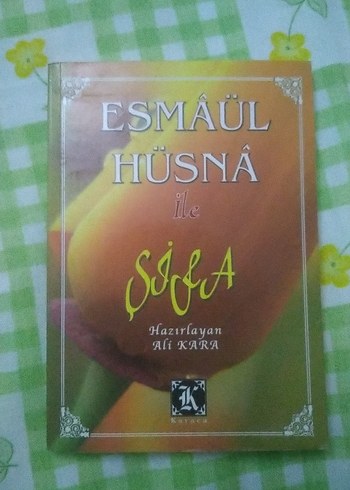 ESMÂÜL
HÜSNÂ
ile
ŞİFA
Hazırlayan
Ali KARA
K